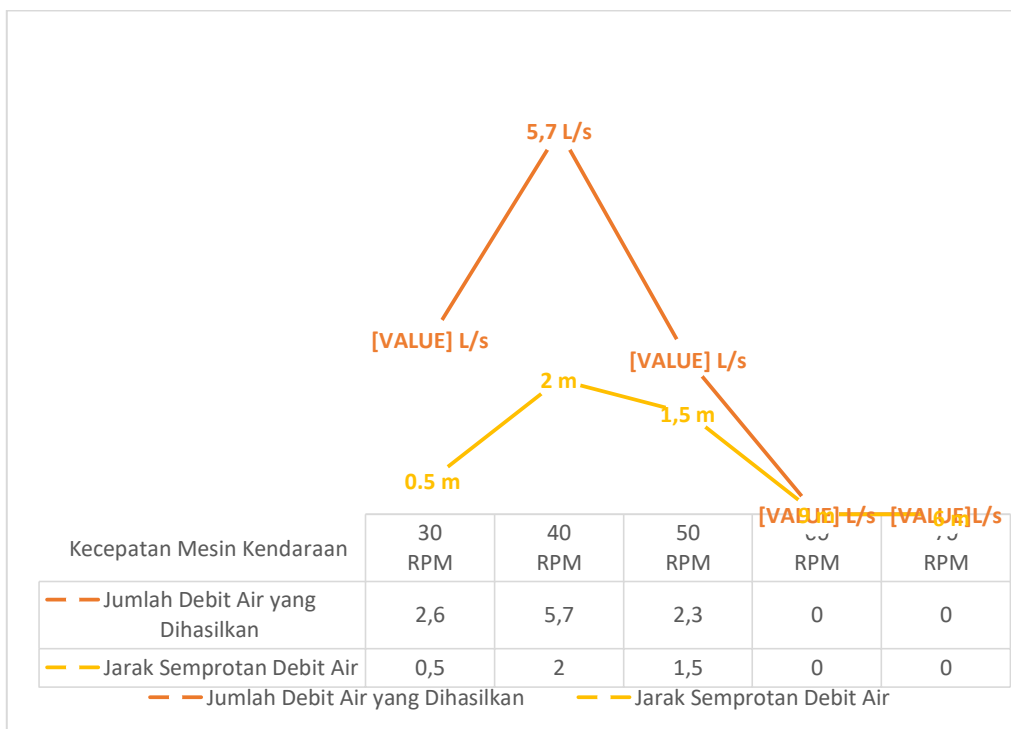 5,7 L/s
[VALUE] L/s
[VALUE] L/s
2 m
1,5 m
0.5 m
[VALUE] L/s
[VALUE] L/s
6 m
Kecepatan Mesin Kendaraan
30 RPM
40 RPM
50 RPM
RPM
RPM
Jumlah Debit Air yang
Dihasilkan
2,6
5,7
2,3
0
0
Jarak Semprotan Debit Air
0,5
2
1,5
0
0
Jumlah Debit Air yang Dihasilkan
Jarak Semprotan Debit Air